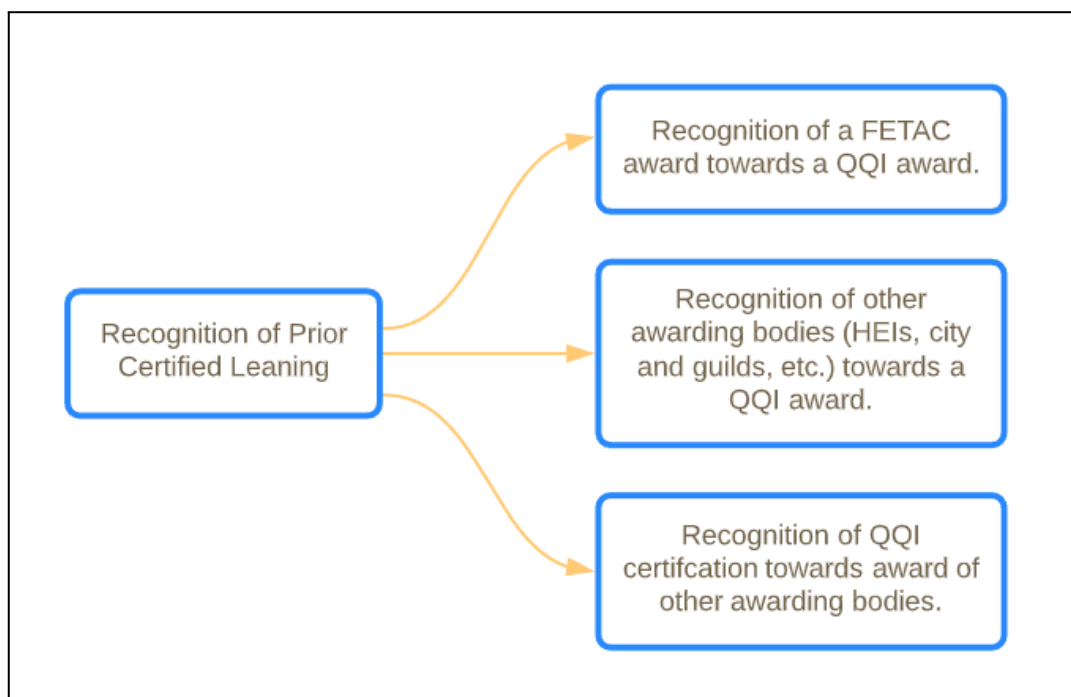 Recognition of a FETAC
award towards a QQI award.
Recognition of other
awarding bodies (HEIs, city
and guilds, etc.) towards a
QQI award.
Recognition of Prior
Certified Leaning
Recognition of QQI
certifcation towards award of
other awarding bodies.